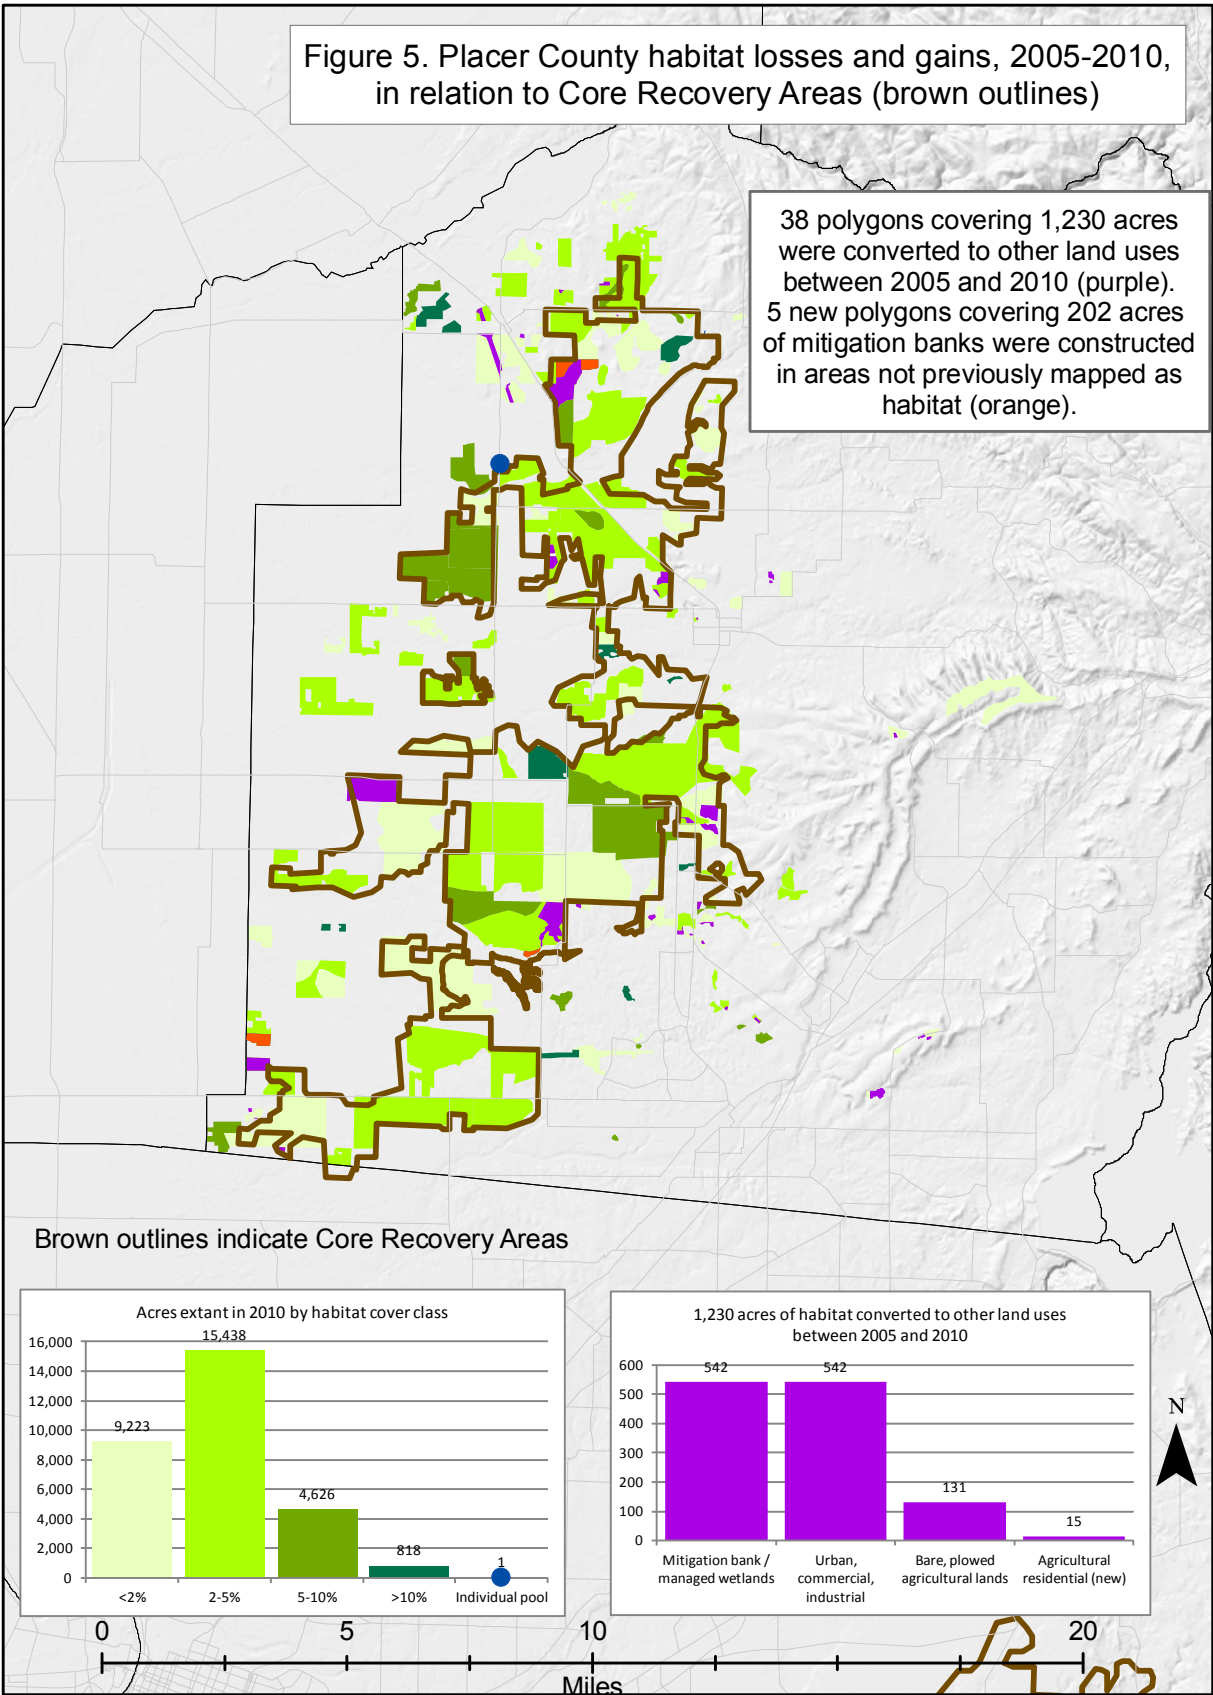 Figure 5. Placer County habitat losses and gains, 2005-2010,
in relation to Core Recovery Areas (brown outlines)
38 polygons covering 1,230 acres
were converted to other land uses
between 2005 and 2010 (purple).
5 new polygons covering 202 acres
of mitigation banks were constructed
in areas not previously mapped as
habitat (orange).
Brown outlines indicate Core Recovery Areas
Acres extant in 2010 by habitat cover class
16,000
14,000
12,000
10,000
8,000
6,000
4,000
2,000
0
9,223
15,438
4,626
818
1
<2%
2-5%
5-10%
>10%
Individual pool
1,230 acres of habitat converted to other land uses
between 2005 and 2010
600
500
400
300
200
100
0
542
542
131
15
Mitigation bank /
managed wetlands
Urban,
commercial,
industrial
Bare, plowed
agricultural lands
Agricultural
residential (new)
N
0 5 10 20
Miles